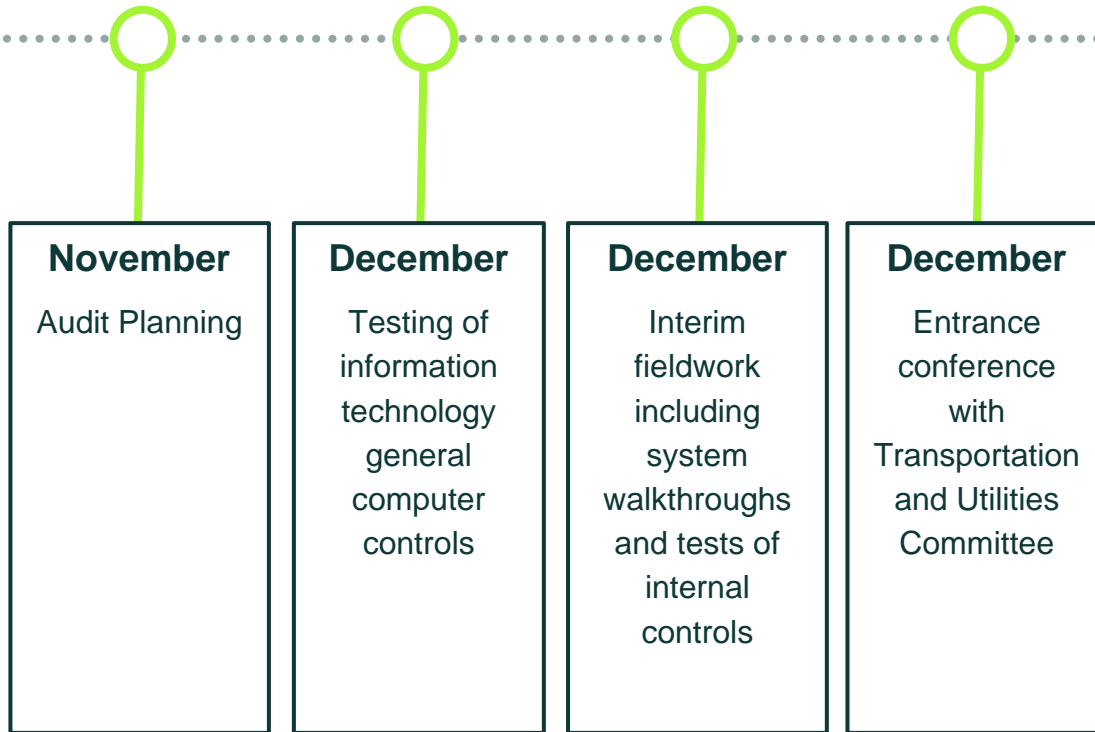 November
Audit Planning
December
Testing of
information
technology
general
computer
controls
December
Interim
fieldwork
including
system
walkthroughs
and tests of
internal
controls
December
Entrance
conference
with
Transportation
and Utilities
Committee